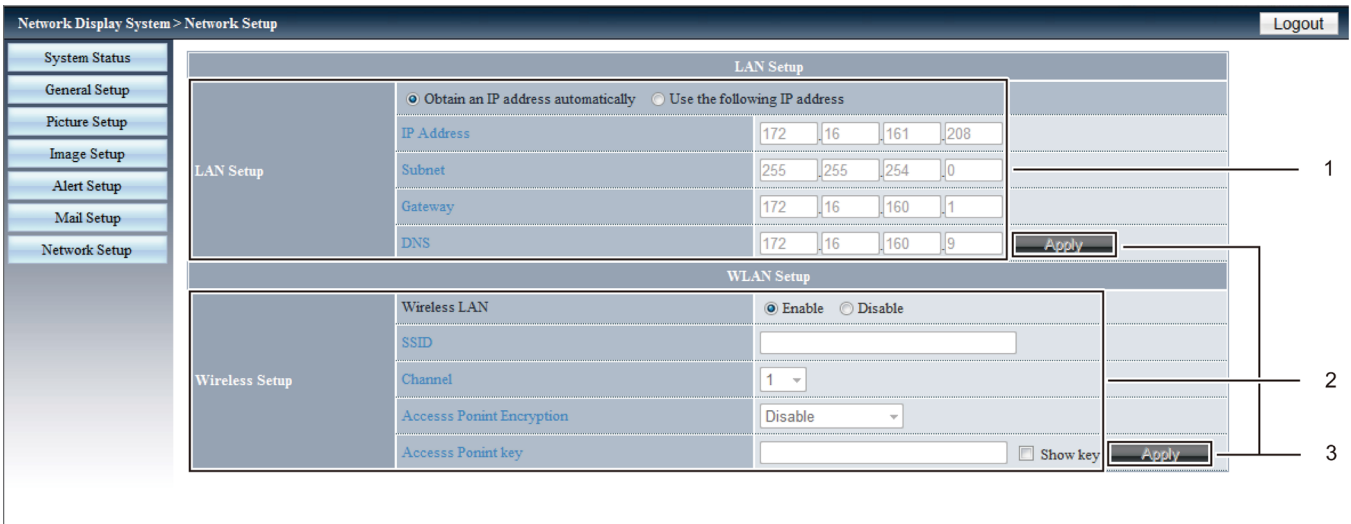 Network Display System > Network Setup
Logout
System Status
General Setup
Picture Setup
Image Setup
Alert Setup
Mail Setup
Network Setup
LAN Setup
LAN Setup
Obtain an IP address automatically Use the following IP address
IP Address 172 .16 .161 .208
Subnet 255 .255 .254 .0
Gateway 172 .16 .160 .1
DNS 172 .16 .160 .9 Apply
1
WLAN Setup
Wireless Setup
Wireless LAN Enable Disable
SSID
Channel 1
Accesss Ponint Encryption Disable
Accesss Ponint key Show key Apply
2
3